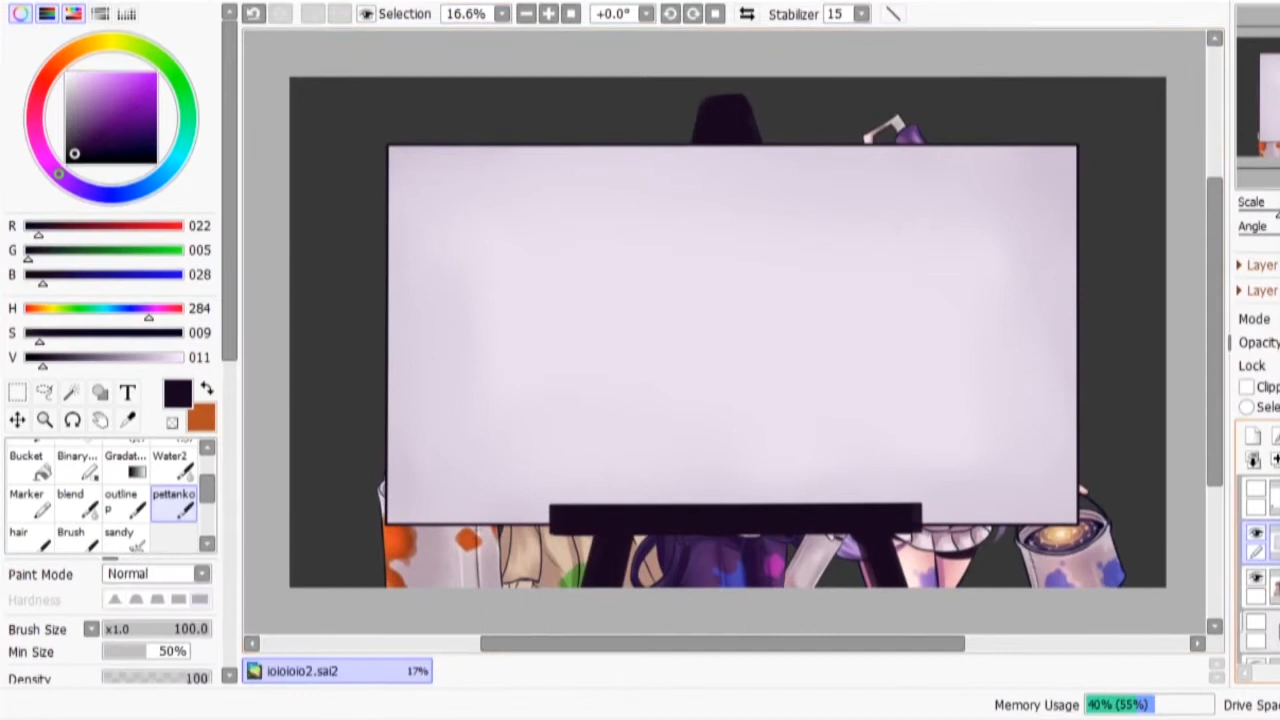 Selection 16.6% +0.0° Stabilizer 15
R 022
G 005
B 028
H 284
S 009
V 011
T
Bucket Binary... Gradat... Water2
Marker blend outline p pettanko
hair Brush sandy
Paint Mode Normal
Hardness
Brush Size x1.0 100.0
Min Size 50%
Density 100
ioioioio2.sai2 17%
Scale
Angle
Layer
Layer
Mode
Opacity
Lock
Clipp
Sele
Memory Usage 40% (55%) Drive Spa